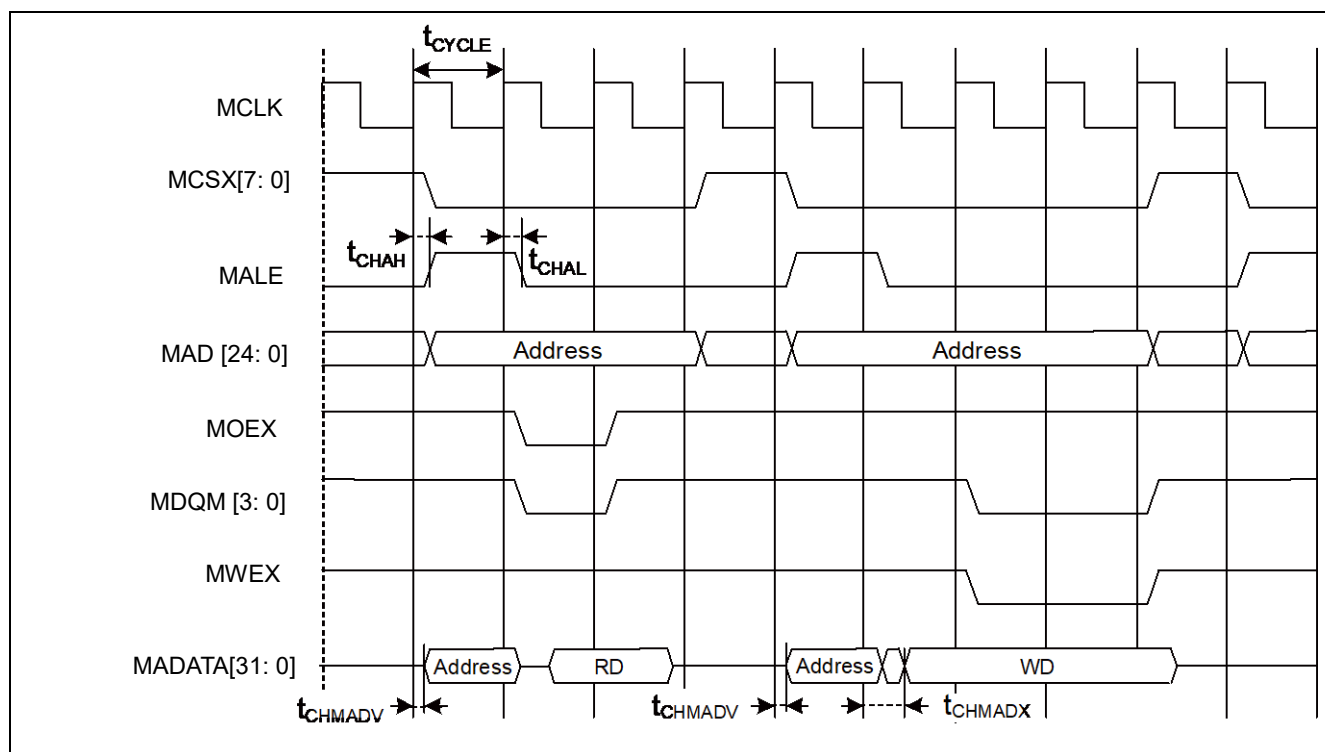 tCYCLE
MCLK
MCSX[7: 0]
tCHAH
tCHAL
MALE
MAD [24: 0]
Address
Address
MOEX
MDQM [3: 0]
MWEX
MADATA[31: 0]
Address
RD
Address
WD
tCHMADV
tCHMADV
tCHMADX